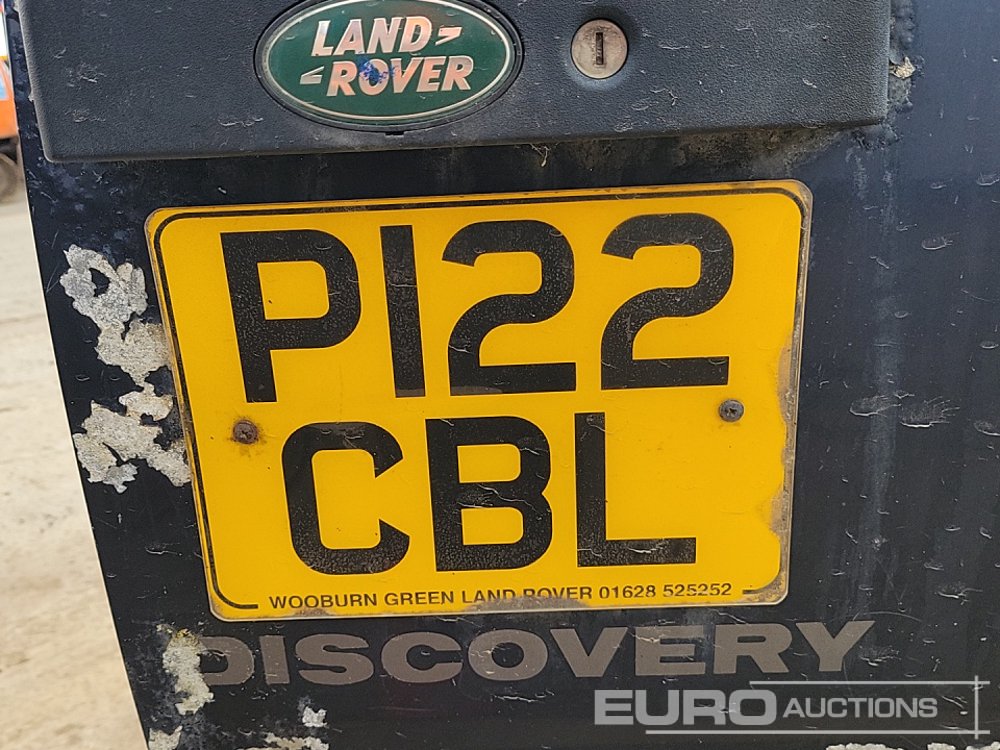 LAND
ROVER
P122
CBL
WOOBURN GREEN LAND ROVER 01628 525252
DISCOVERY
EURO AUCTIONS